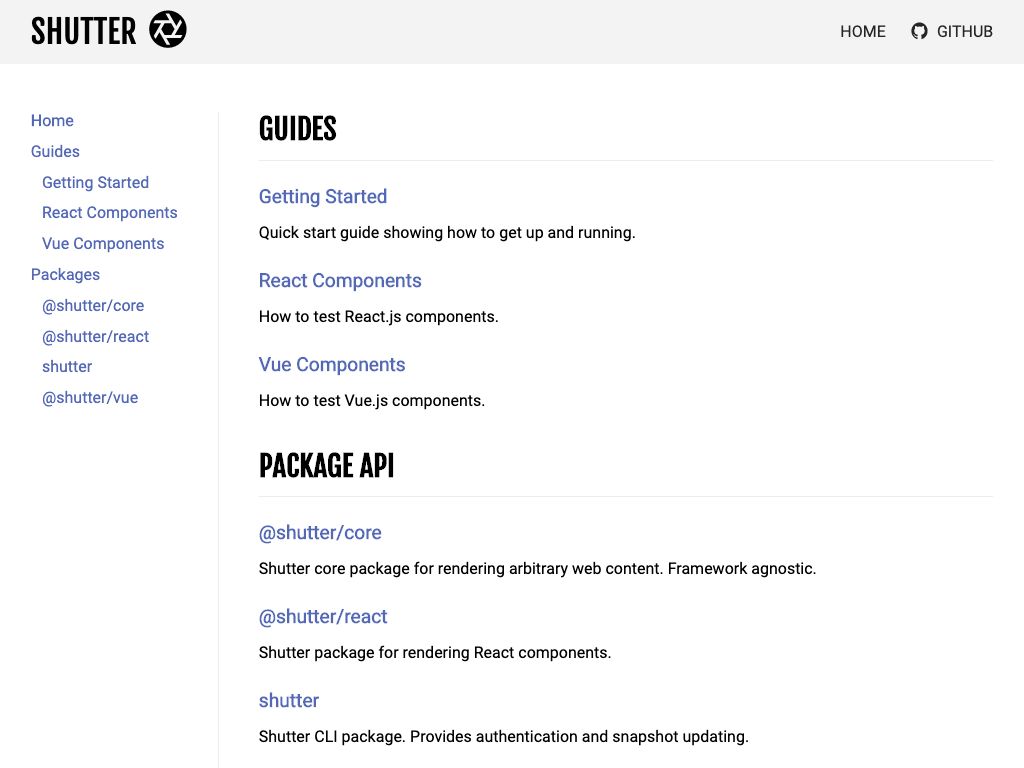 SHUTTER
HOME
GITHUB
Home
Guides
Getting Started
React Components
Vue Components
Packages
@shutter/core
@shutter/react
shutter
@shutter/vue
GUIDES
Getting Started
Quick start guide showing how to get up and running.
React Components
How to test React.js components.
Vue Components
How to test Vue.js components.
PACKAGE API
@shutter/core
Shutter core package for rendering arbitrary web content. Framework agnostic.
@shutter/react
Shutter package for rendering React components.
shutter
Shutter CLI package. Provides authentication and snapshot updating.